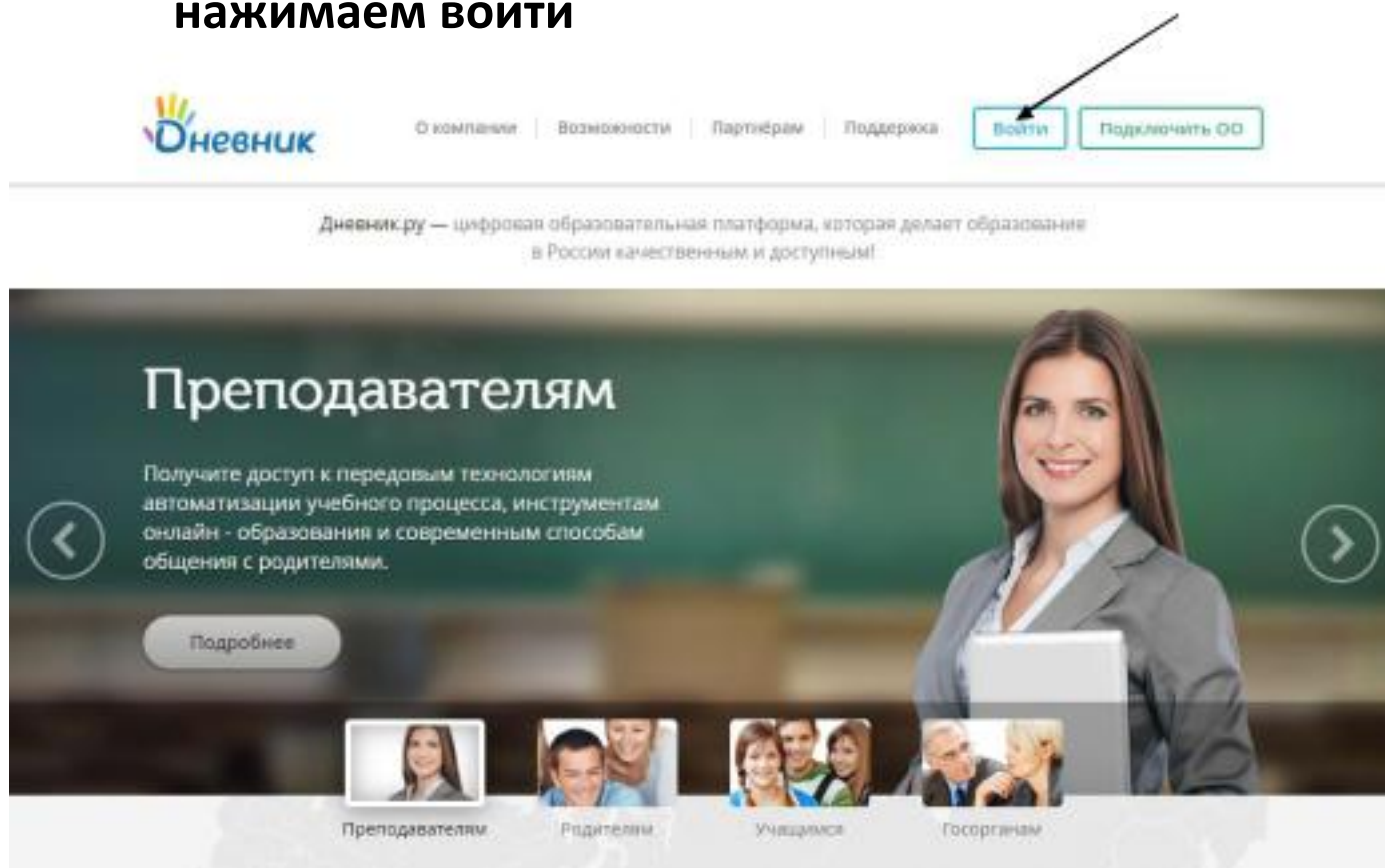 нажимаем войти
Дневник
О компании
Возможности
Партнёрам
Поддержка
Войти
Подключить ОО
Дневник.ру — цифровая образовательная платформа, которая делает образование
в России качественным и доступным!
Преподавателям
Получите доступ к передовым технологиям
автоматизации учебного процесса, инструментам
онлайн - образования и современным способам
общения с родителями.
Подробнее
Преподавателям
Родителям
Учащимся
Госорганам